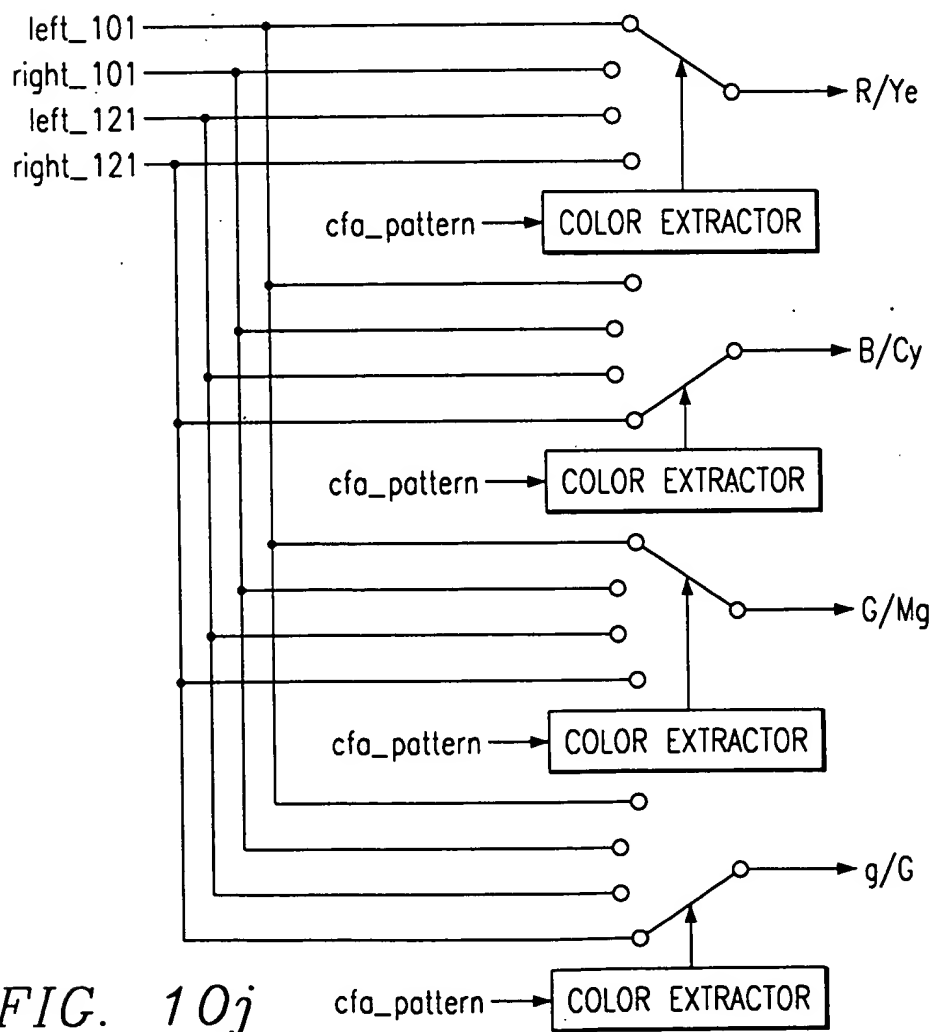 left_101
right_101
left_121
right_121
R/Ye
cfa_pattern
COLOR EXTRACTOR
B/Cy
cfa_pattern
COLOR EXTRACTOR
G/Mg
cfa_pattern
COLOR EXTRACTOR
g/G
cfa_pattern
COLOR EXTRACTOR
FIG. 10j